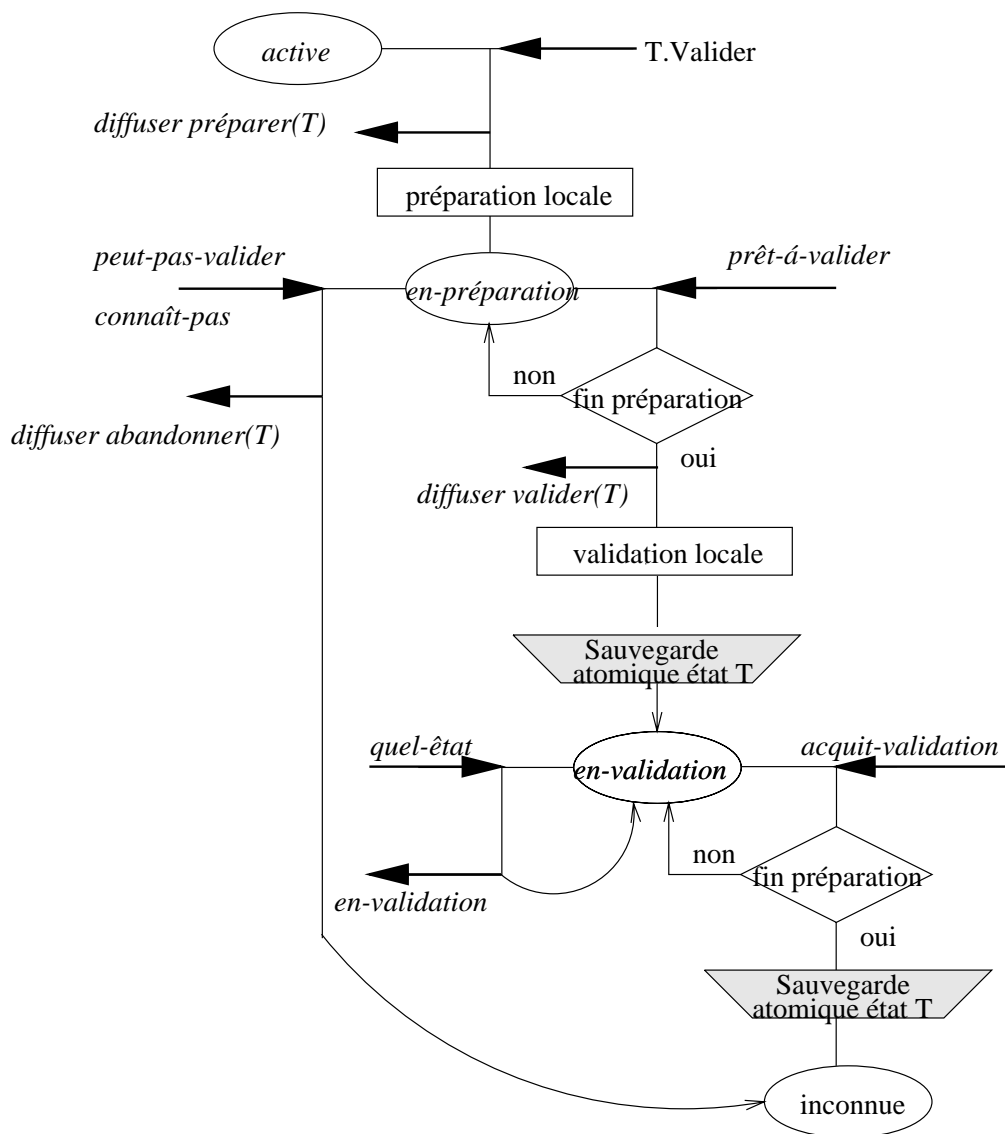 active
T.Valider
diffuser préparer(T)
préparation locale
peut-pas-valider
prêt-á-valider
en-préparation
connaît-pas
non
fin préparation
diffuser abandonner(T)
oui
diffuser valider(T)
validation locale
Sauvegarde
atomique état T
quel-êtat
acquit-validation
en-validation
non
fin préparation
en-validation
oui
Sauvegarde
atomique état T
inconnue